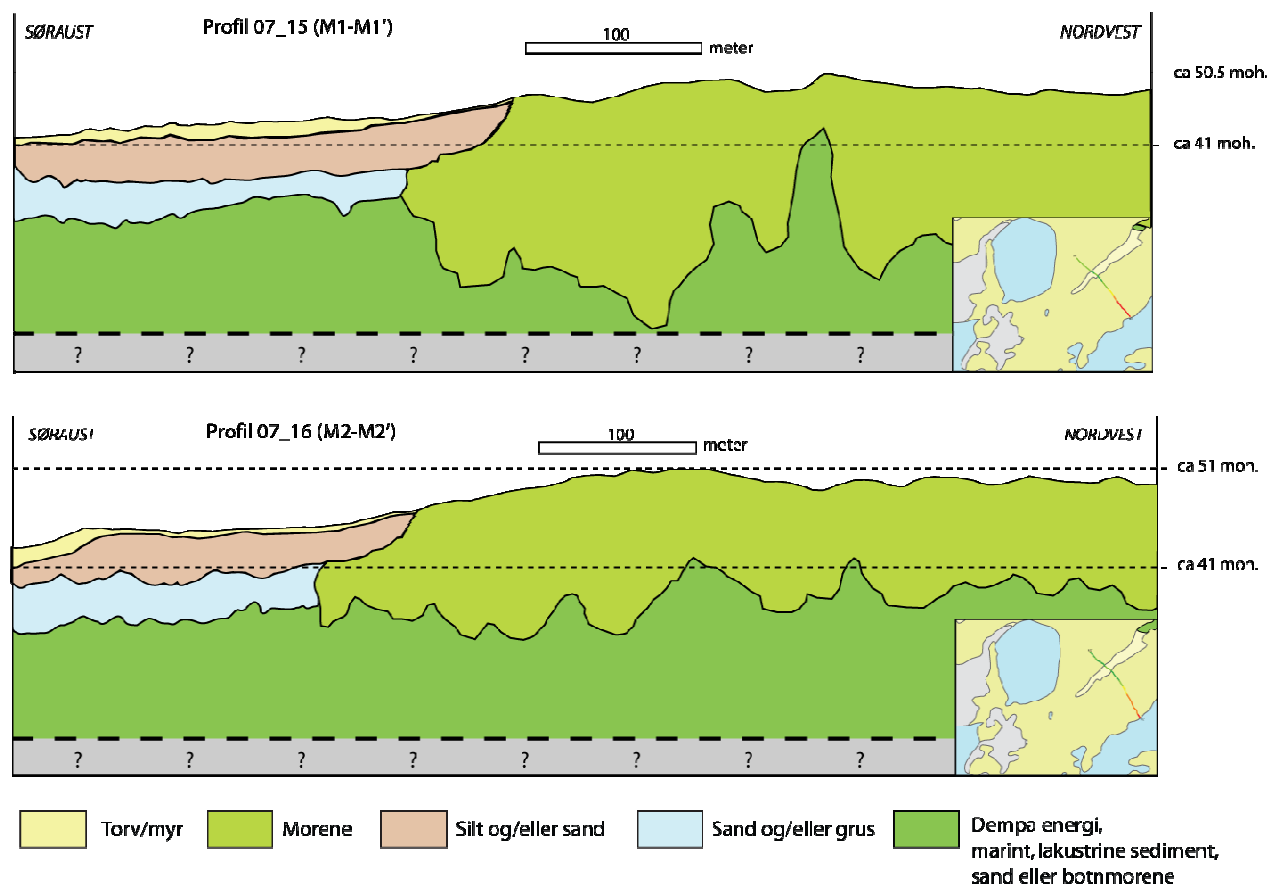 SØRAUST
Profil 07_15 (M1-M1')
NORDVEST
100
meter
ca 50.5 moh.
ca 41 moh.
? ? ? ? ? ? ? ?
SØRAUST
Profil 07_16 (M2-M2')
NORDVEST
100
meter
ca 51 moh.
ca 41 moh.
? ? ? ? ? ? ? ?
Torv/myr
Morene
Silt og/eller sand
Sand og/eller grus
Dempa energi,
marint, lakustrine sediment,
sand eller botnmorene